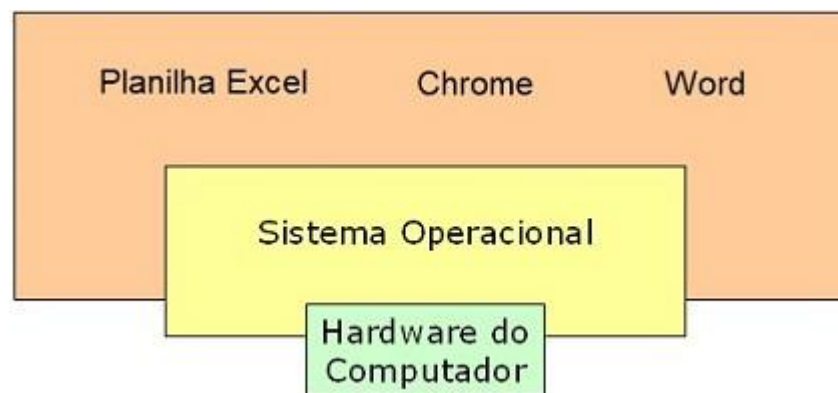 Planilha Excel Chrome Word
Sistema Operacional
Hardware do
Computador